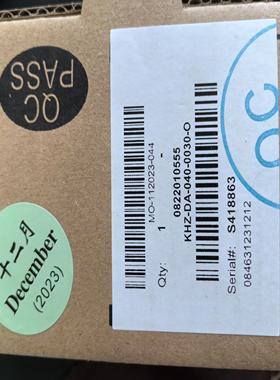 QC
PASS
十二月
December
(2023)
MO-112023-044
Qty: 1
0822010555
KHZ-DA-040-0030-O
S418863
Serial#:
084631231212
QC